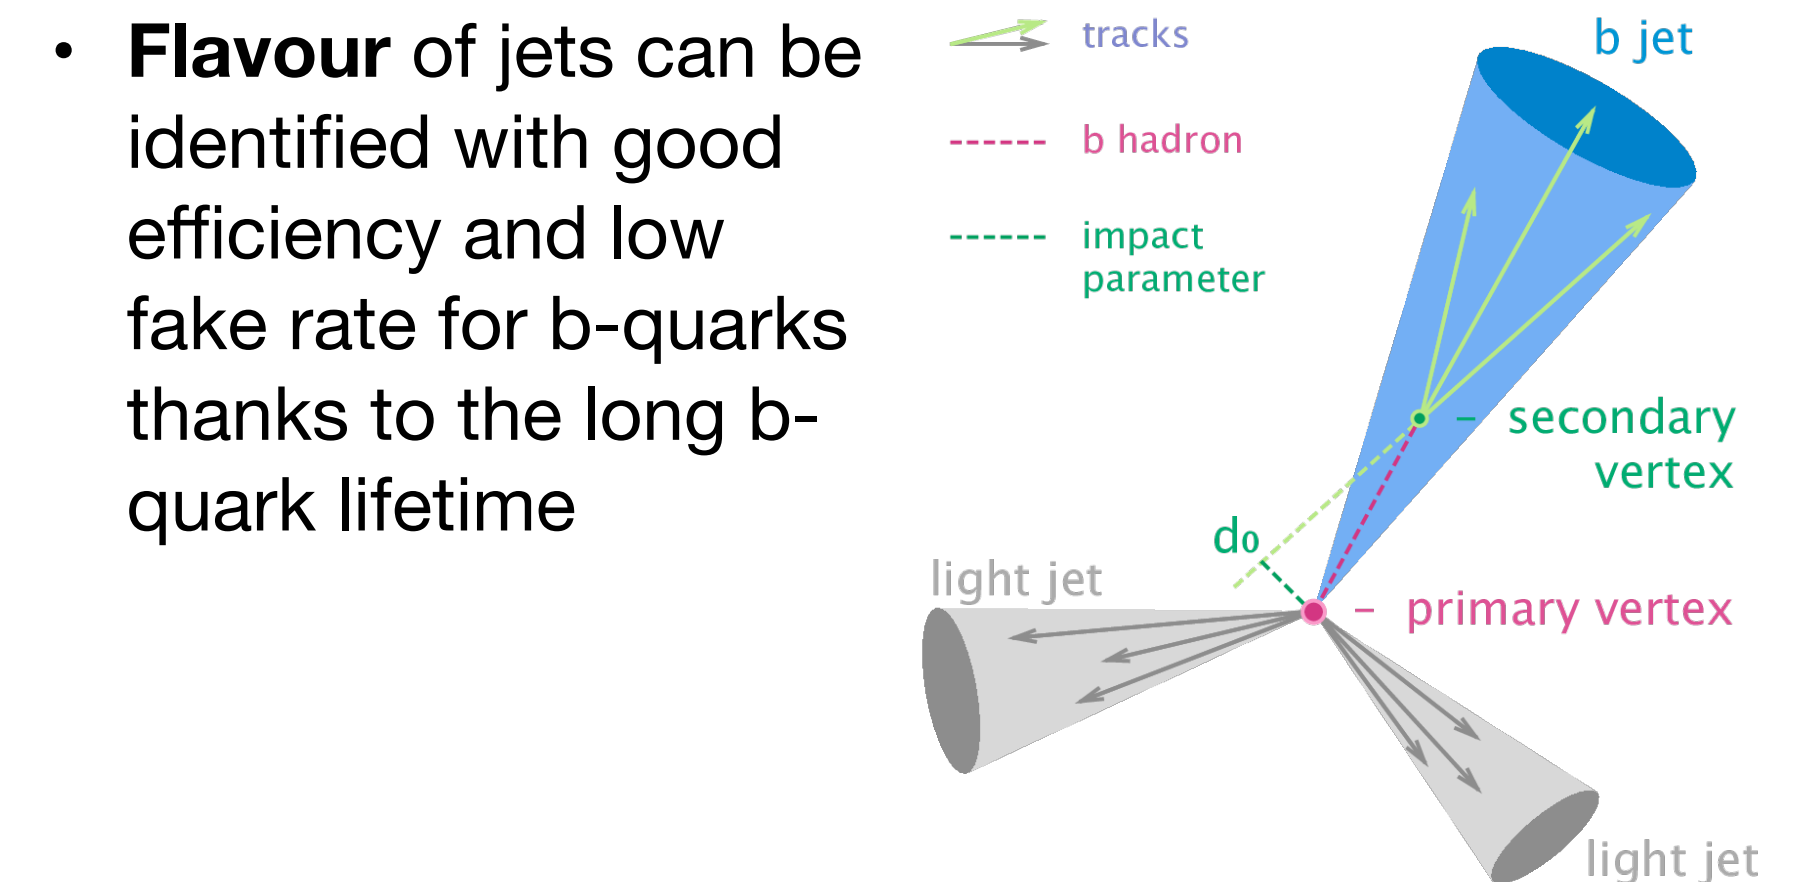 • Flavour of jets can be
identified with good
efficiency and low
fake rate for b-quarks
thanks to the long b-
quark lifetime
tracks
b hadron
impact
parameter
b jet
secondary
vertex
d₀
light jet
primary vertex
light jet